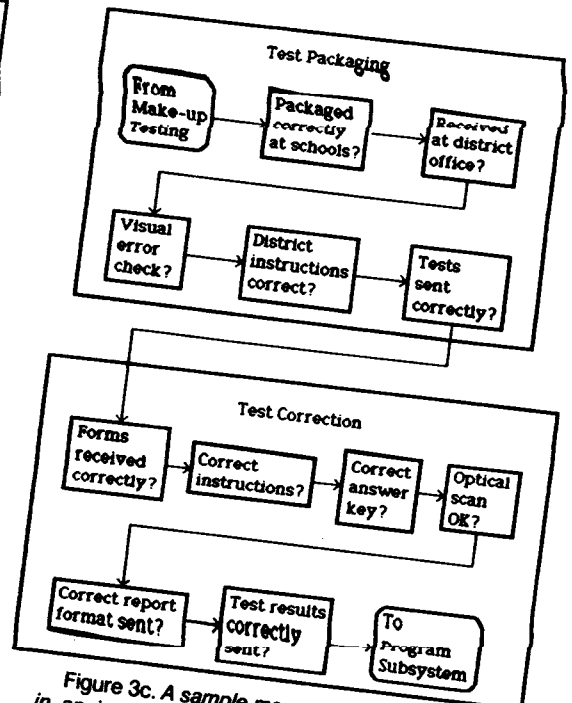 Test Packaging
From
Make-up
Testing
Packaged
correctly
at schools?
Received
at district
office?
Visual
error
check?
District
instructions
correct?
Tests
sent
correctly?
Test Correction
Forms
received
correctly?
Correct
instructions?
Correct
answer
key?
Optical
scan
OK?
Correct report
format sent?
Test results
correctly
sent?
To
Program
Subsystem
Figure 3c. A sample
in